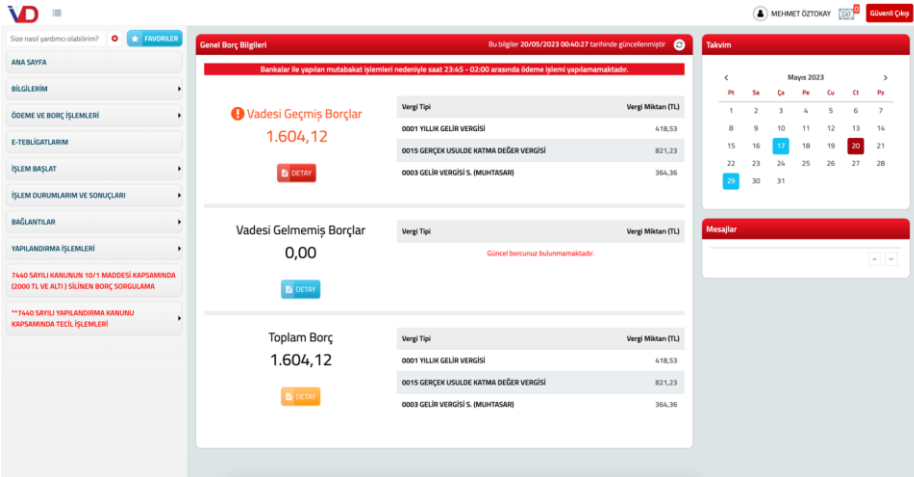 VD
MEHMET ÖZTOKAY
0
Güvenli Çıkış
Size nasıl yardımcı olabilirim?
FAVORİLER
ANA SAYFA
BİLGİLERİM
ÖDEME VE BORÇ İŞLEMLERİ
E-TEBLİGATLARIM
İŞLEM BAŞLAT
İŞLEM DURUMLARIM VE SONUÇLARI
BAĞLANTILAR
YAPILANDIRMA İŞLEMLERİ
7440 SAYILI KANUNUN 10/1 MADDESİ KAPSAMINDA
(2000 TL VE ALTI ) SİLİNEN BORÇ SORGULAMA
**7440 SAYILI YAPILANDIRMA KANUNU
KAPSAMINDA TECİL İŞLEMLERİ
Genel Borç Bilgileri
Bu bilgiler 20/05/2023 00:40:27 tarihinde güncellenmiştir
Bankalar ile yapılan mutabakat işlemleri nedeniyle saat 23:45 - 02:00 arasında ödeme işlemi yapılamamaktadır.
Vadesi Geçmiş Borçlar
1.604,12
DETAY
Vergi Tipi Vergi Miktarı (TL)
0001 YILLIK GELİR VERGİSİ 418,53
0015 GERÇEK USULDE KATMA DEĞER VERGİSİ 821,23
0003 GELİR VERGİSİ S. (MUHTASAR) 364,36
Vadesi Gelmemiş Borçlar
0,00
DETAY
Vergi Tipi Vergi Miktarı (TL)
Güncel borcunuz bulunmamaktadır.
Toplam Borç
1.604,12
DETAY
Vergi Tipi Vergi Miktarı (TL)
0001 YILLIK GELİR VERGİSİ 418,53
0015 GERÇEK USULDE KATMA DEĞER VERGİSİ 821,23
0003 GELİR VERGİSİ S. (MUHTASAR) 364,36
Takvim
Mayıs 2023
Pt Sa Ça Pe Cu Ct Pz
1 2 3 4 5 6 7
8 9 10 11 12 13 14
15 16 17 18 19 20 21
22 23 24 25 26 27 28
29 30 31
Mesajlar